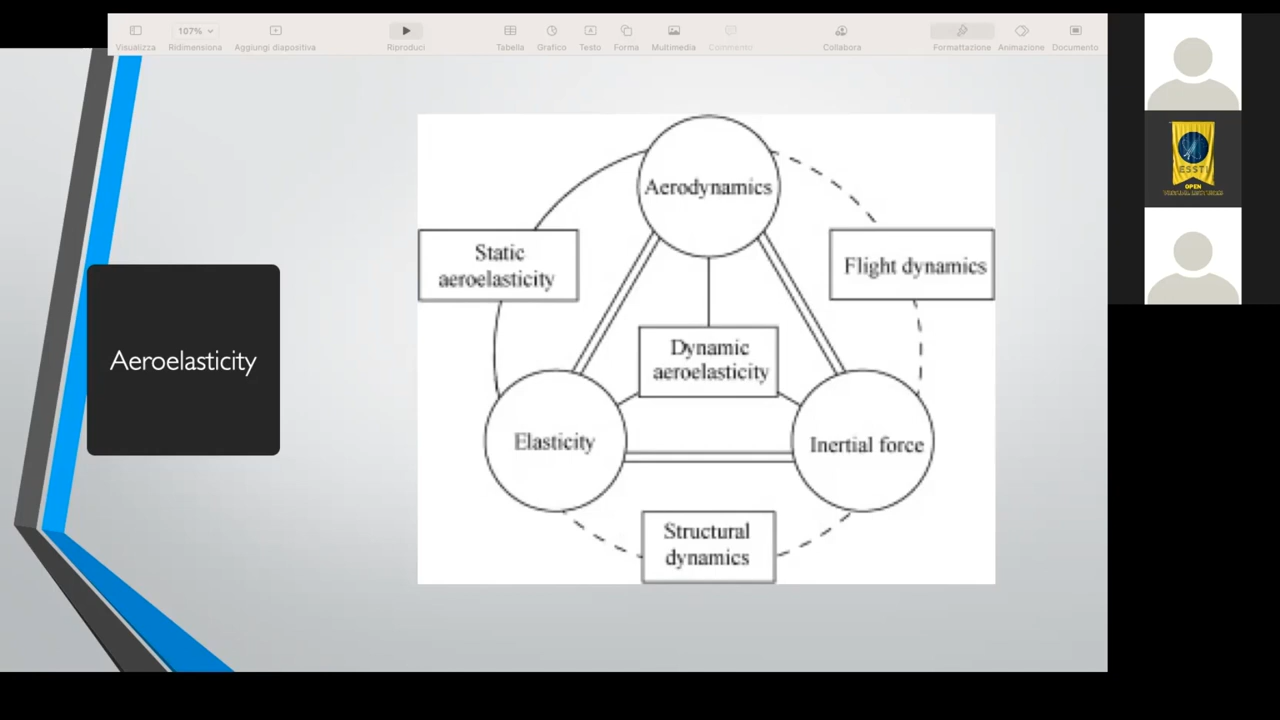 107%
Visualizza
Ridimensiona
Aggiungi diapositiva
Riproduci
Tabella
Grafico
Testo
Forma
Multimedia
Commento
Collabora
Formattazione
Animazione
Documento
Aeroelasticity
Aerodynamics
Static
aeroelasticity
Flight dynamics
Dynamic
aeroelasticity
Elasticity
Inertial force
Structural
dynamics
OPEN